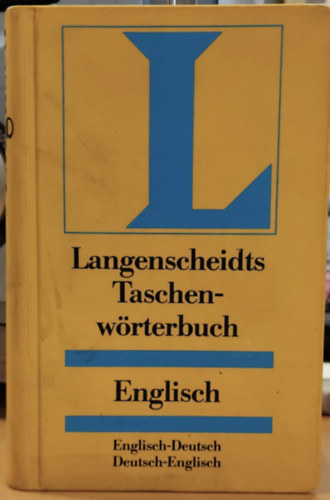 L
Langenscheidts
Taschen-
wörterbuch
Englisch
Englisch-Deutsch
Deutsch-Englisch